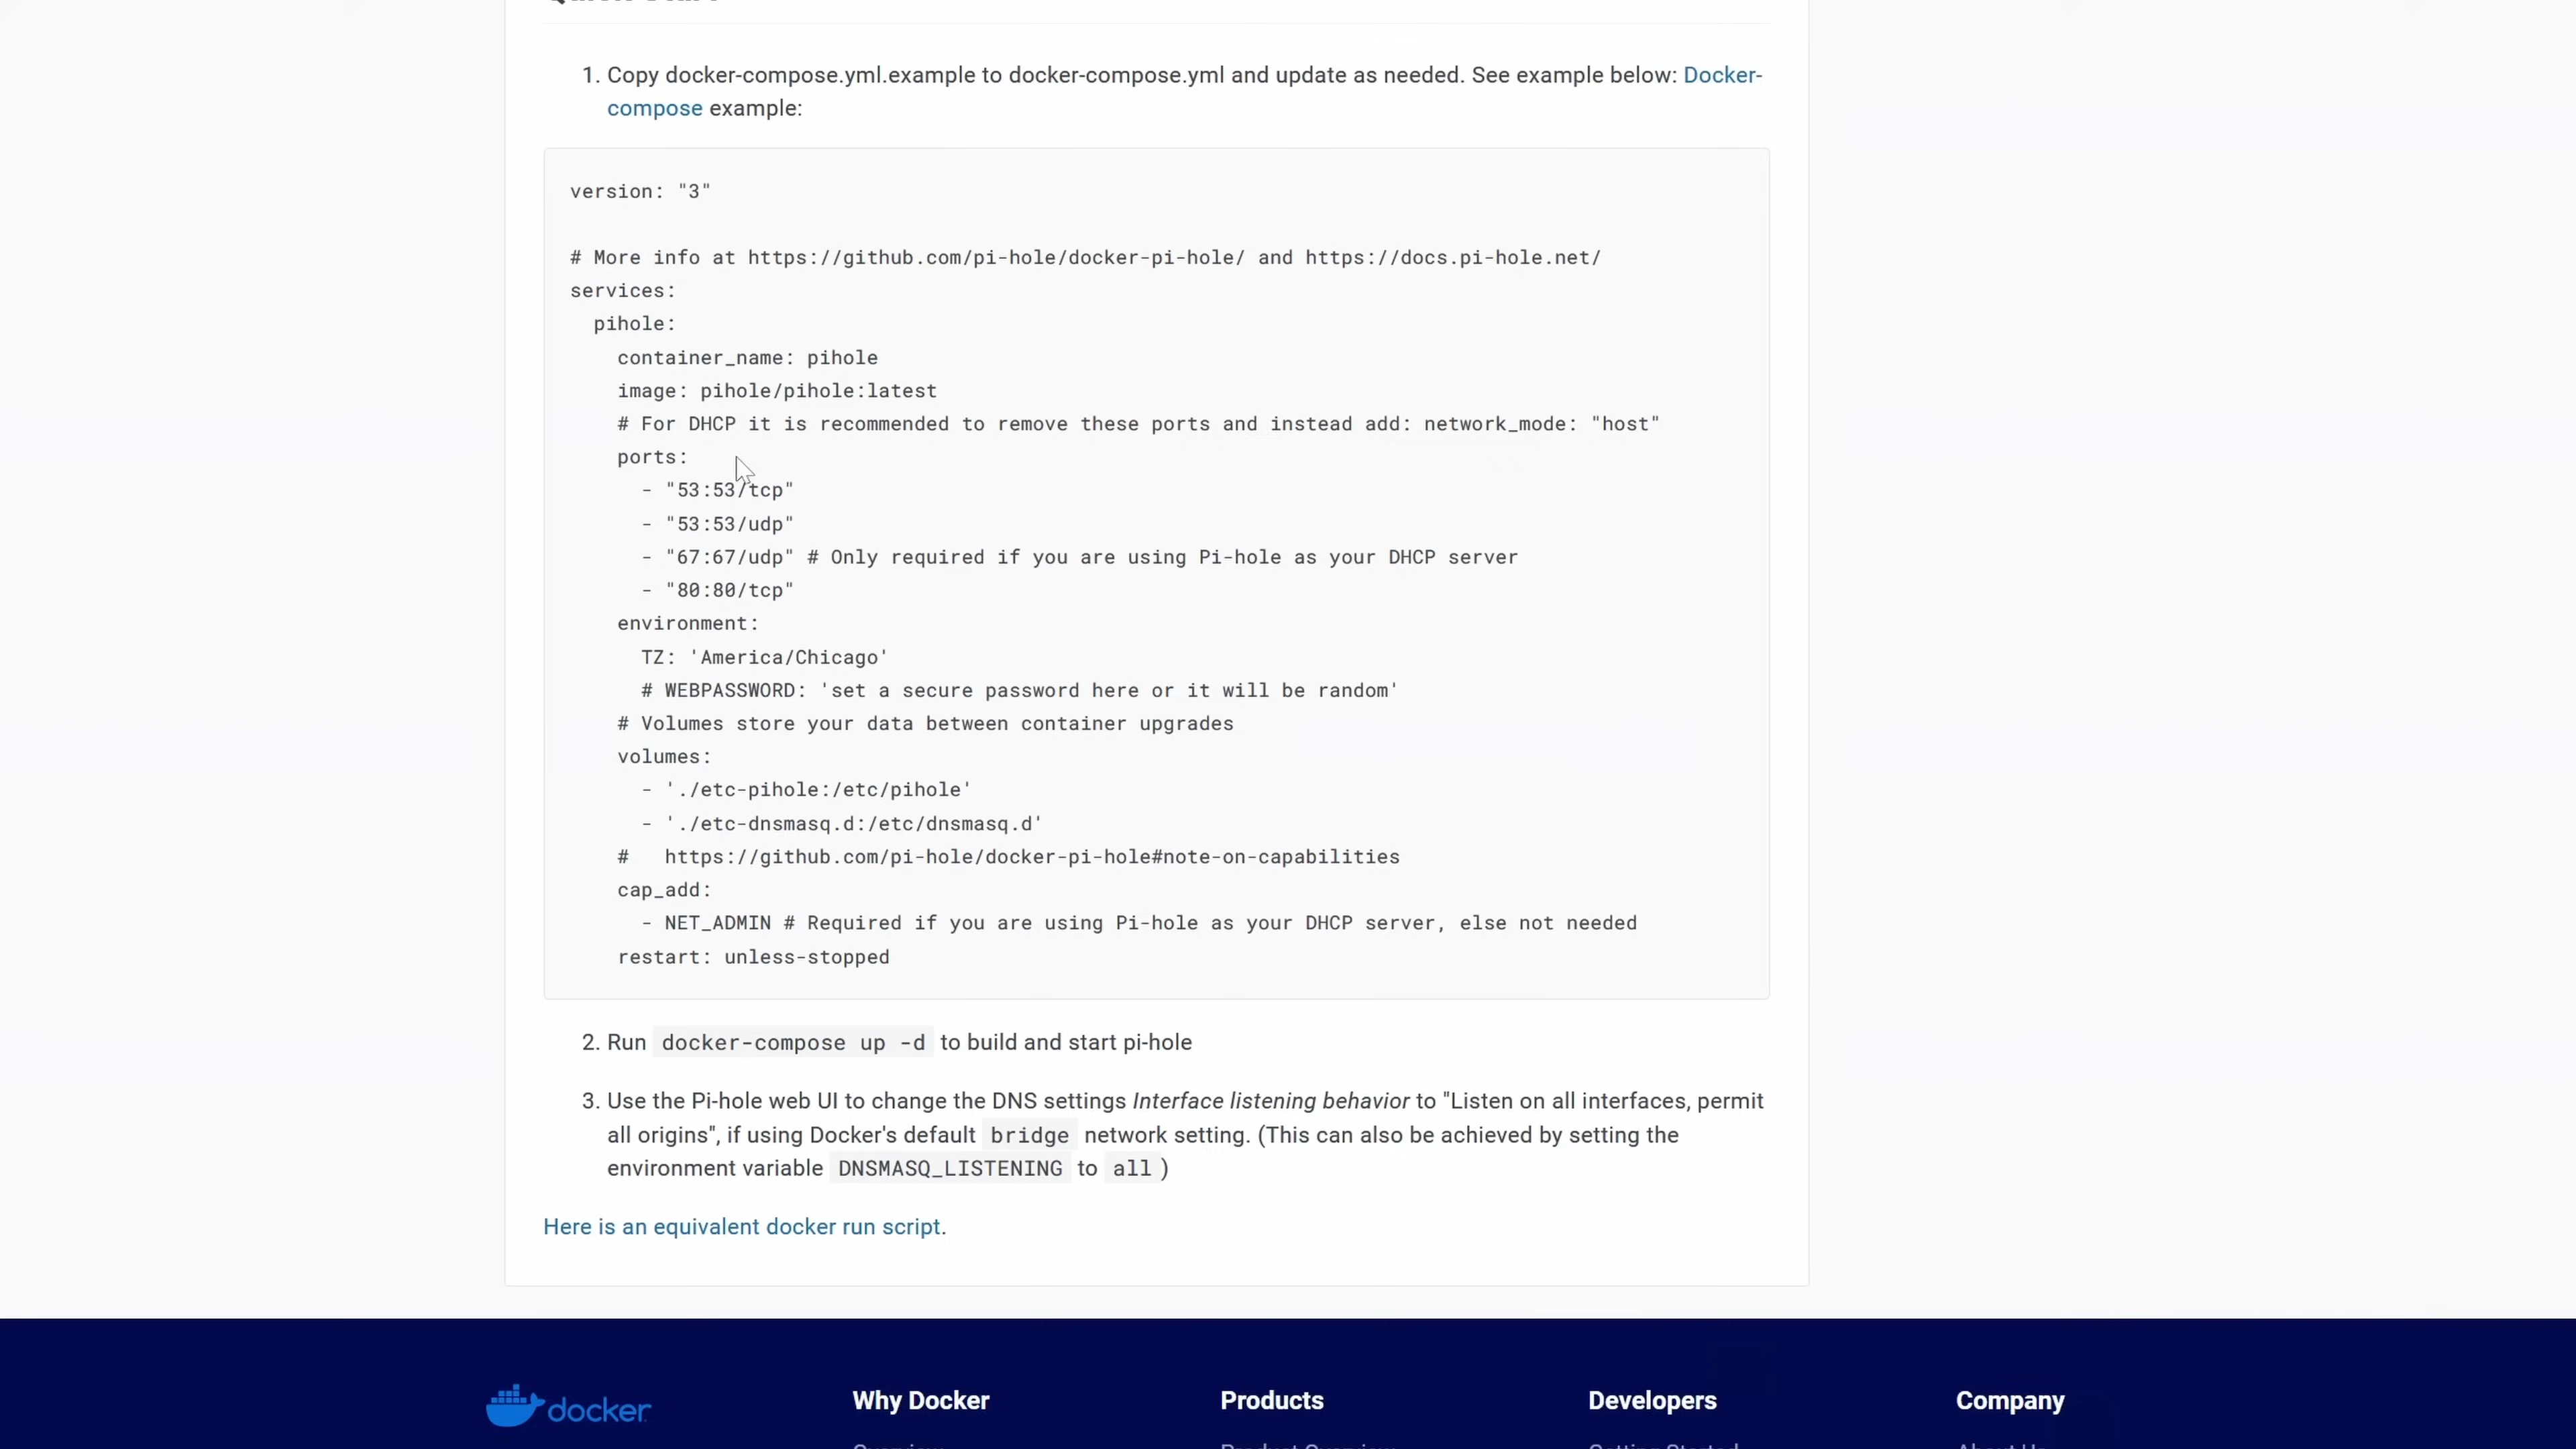 1. Copy docker-compose.yml.example to docker-compose.yml and update as needed. See example below: Docker-
compose example:
version: "3"
# More info at https://github.com/pi-hole/docker-pi-hole/ and https://docs.pi-hole.net/
services:
  pihole:
    container_name: pihole
    image: pihole/pihole:latest
    # For DHCP it is recommended to remove these ports and instead add: network_mode: "host"
    ports:
      - "53:53/tcp"
      - "53:53/udp"
      - "67:67/udp" # Only required if you are using Pi-hole as your DHCP server
      - "80:80/tcp"
    environment:
      TZ: 'America/Chicago'
      # WEBPASSWORD: 'set a secure password here or it will be random'
    # Volumes store your data between container upgrades
    volumes:
      - './etc-pihole:/etc/pihole'
      - './etc-dnsmasq.d:/etc/dnsmasq.d'
    #   https://github.com/pi-hole/docker-pi-hole#note-on-capabilities
    cap_add:
      - NET_ADMIN # Required if you are using Pi-hole as your DHCP server, else not needed
    restart: unless-stopped
2. Run docker-compose up -d to build and start pi-hole
3. Use the Pi-hole web UI to change the DNS settings Interface listening behavior to "Listen on all interfaces, permit
all origins", if using Docker's default bridge network setting. (This can also be achieved by setting the
environment variable DNSMASQ_LISTENING to all )
Here is an equivalent docker run script.
docker
Why Docker
Products
Developers
Company